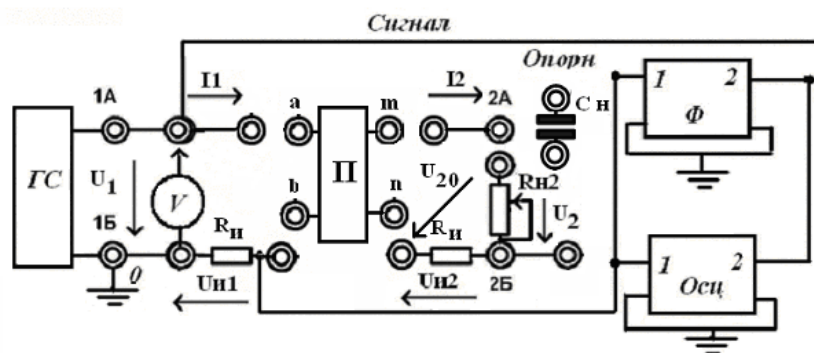 Сигнал
Опорн
1А I1 a m I2 2А Cн 1 2
Ф
ГС U1 V П U20 Rн2
b n U2
1Б Rи Rи 1 2
0 Uи1 Uи2 2Б Осц